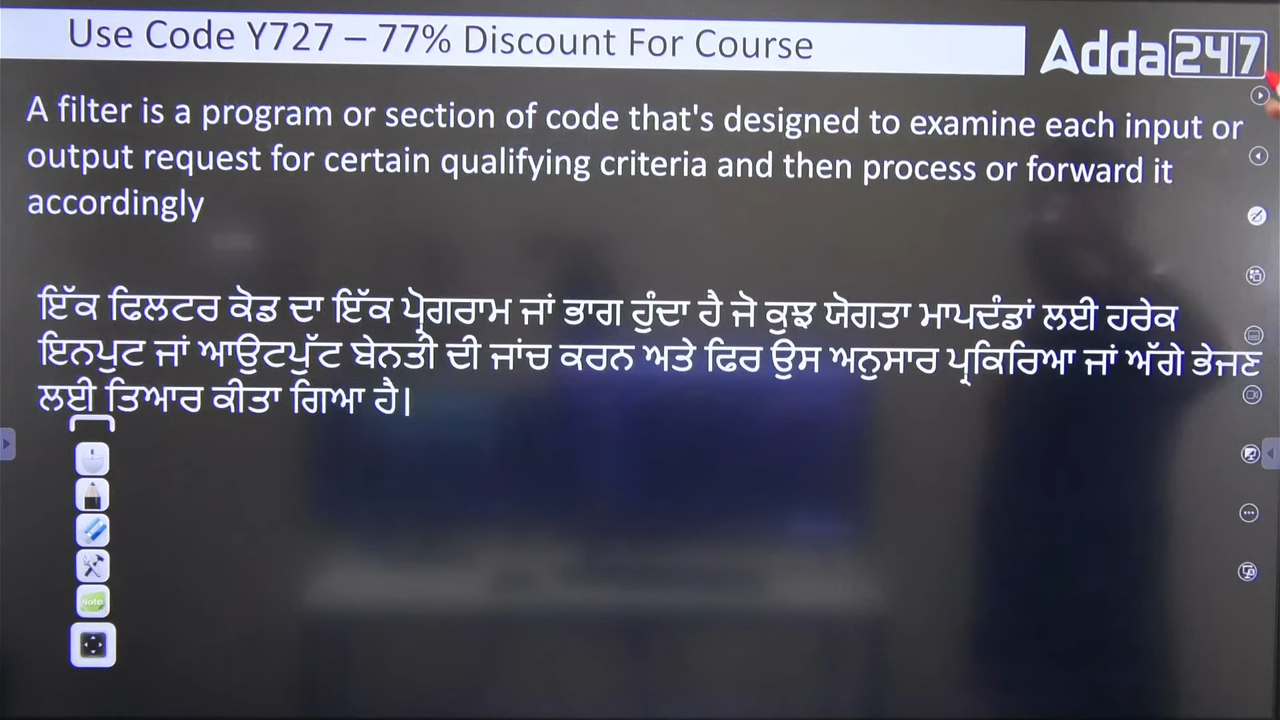 Use Code Y727 – 77% Discount For Course
Adda247
A filter is a program or section of code that's designed to examine each input or
output request for certain qualifying criteria and then process or forward it
accordingly
ਇੱਕ ਫਿਲਟਰ ਕੋਡ ਦਾ ਇੱਕ ਪ੍ਰੋਗਰਾਮ ਜਾਂ ਭਾਗ ਹੁੰਦਾ ਹੈ ਜੋ ਕੁਝ ਯੋਗਤਾ ਮਾਪਦੰਡਾਂ ਲਈ ਹਰੇਕ
ਇਨਪੁਟ ਜਾਂ ਆਉਟਪੁੱਟ ਬੇਨਤੀ ਦੀ ਜਾਂਚ ਕਰਨ ਅਤੇ ਫਿਰ ਉਸ ਅਨੁਸਾਰ ਪ੍ਰਕਿਰਿਆ ਜਾਂ ਅੱਗੇ ਭੇਜਣ
ਲਈ ਤਿਆਰ ਕੀਤਾ ਗਿਆ ਹੈ।
Note